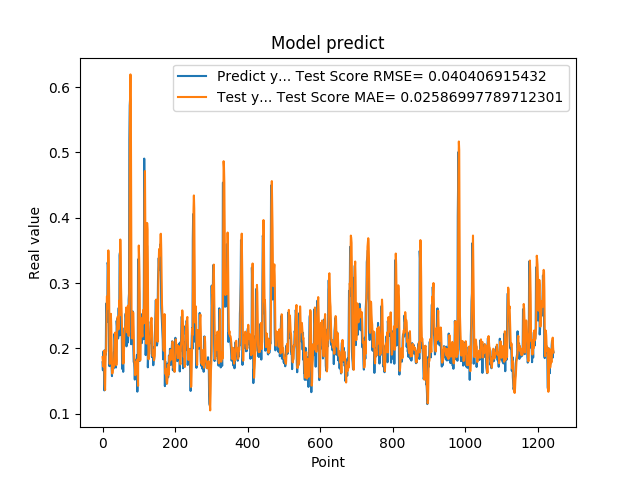 Model predict
Predict y... Test Score RMSE= 0.040406915432
Test y... Test Score MAE= 0.02586997789712301
Real value
0.6
0.5
0.4
0.3
0.2
0.1
0 200 400 600 800 1000 1200
Point